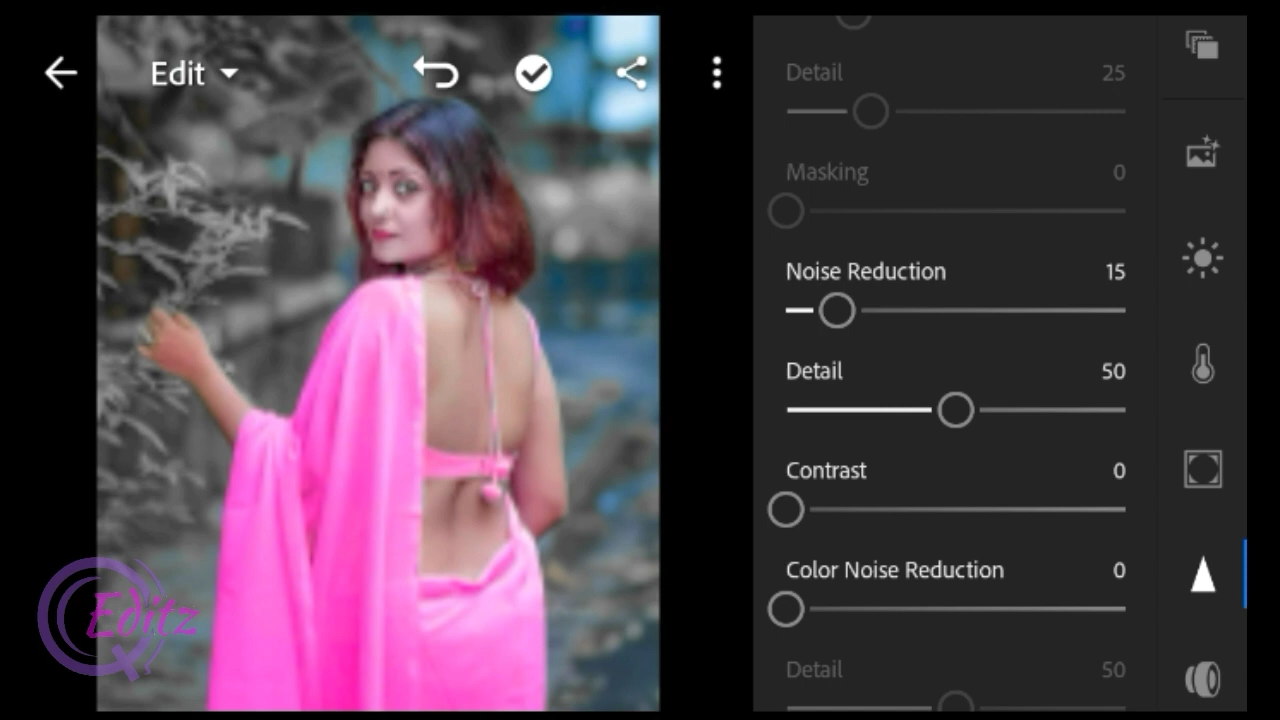 Edit
Detail 25
Masking 0
Noise Reduction 15
Detail 50
Contrast 0
Color Noise Reduction 0
Detail 50
Editz